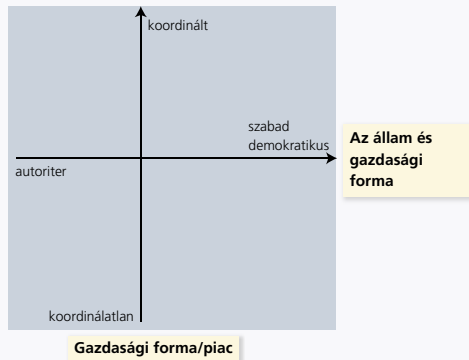 koordinált
szabad
demokratikus
Az állam és
gazdasági
forma
autoriter
koordinálatlan
Gazdasági forma/piac